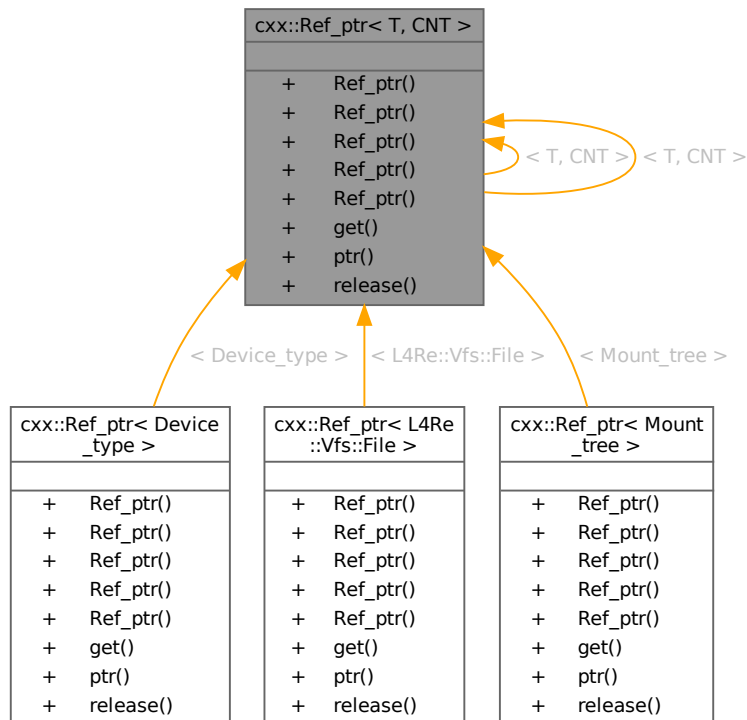 cxx::Ref_ptr< T, CNT >
+ Ref_ptr()
+ Ref_ptr()
+ Ref_ptr()
+ Ref_ptr()
+ Ref_ptr()
+ get()
+ ptr()
+ release()
< T, CNT >
< T, CNT >
< Device_type >
< L4Re::Vfs::File >
< Mount_tree >
cxx::Ref_ptr< Device
_type >
+ Ref_ptr()
+ Ref_ptr()
+ Ref_ptr()
+ Ref_ptr()
+ Ref_ptr()
+ get()
+ ptr()
+ release()
cxx::Ref_ptr< L4Re
::Vfs::File >
+ Ref_ptr()
+ Ref_ptr()
+ Ref_ptr()
+ Ref_ptr()
+ Ref_ptr()
+ get()
+ ptr()
+ release()
cxx::Ref_ptr< Mount
_tree >
+ Ref_ptr()
+ Ref_ptr()
+ Ref_ptr()
+ Ref_ptr()
+ Ref_ptr()
+ get()
+ ptr()
+ release()